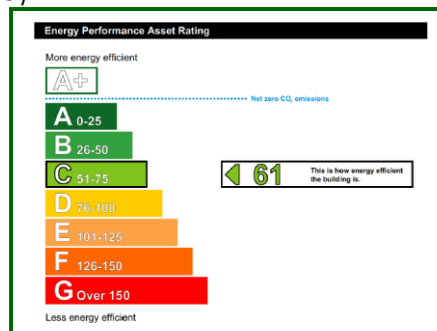 Energy Performance Asset Rating
More energy efficient
A+
Net zero CO₂ emissions
A 0-25
B 26-50
C 51-75
61 This is how energy efficient
the building is.
D 76-100
E 101-125
F 126-150
G Over 150
Less energy efficient